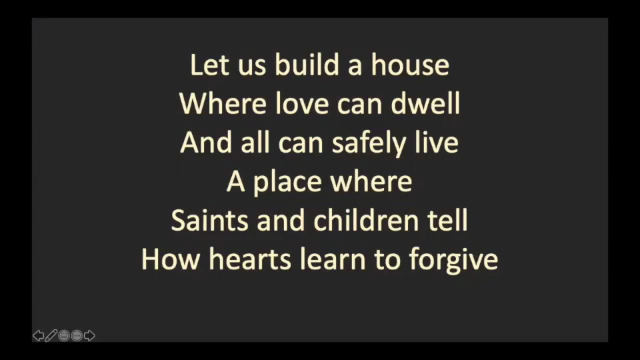 Let us build a house
Where love can dwell
And all can safely live
A place where
Saints and children tell
How hearts learn to forgive